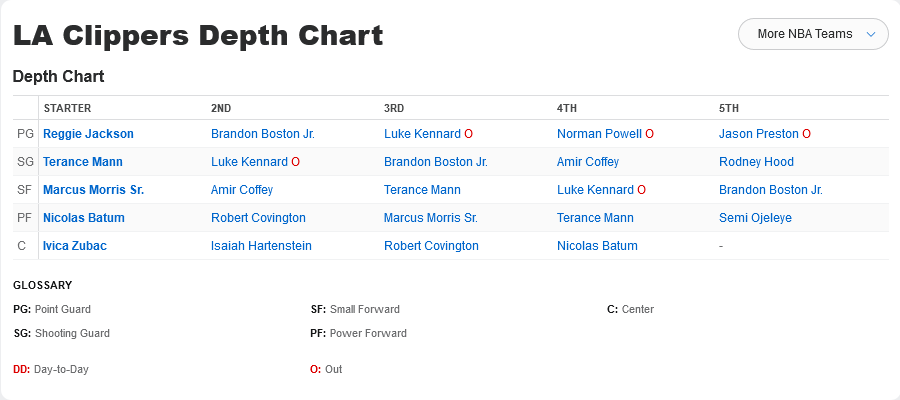 LA Clippers Depth Chart
More NBA Teams
Depth Chart
STARTER 2ND 3RD 4TH 5TH
PG Reggie Jackson Brandon Boston Jr. Luke Kennard O Norman Powell O Jason Preston O
SG Terance Mann Luke Kennard O Brandon Boston Jr. Amir Coffey Rodney Hood
SF Marcus Morris Sr. Amir Coffey Terance Mann Luke Kennard O Brandon Boston Jr.
PF Nicolas Batum Robert Covington Marcus Morris Sr. Terance Mann Semi Ojeleye
C Ivica Zubac Isaiah Hartenstein Robert Covington Nicolas Batum -
GLOSSARY
PG: Point Guard SF: Small Forward C: Center
SG: Shooting Guard PF: Power Forward
DD: Day-to-Day O: Out